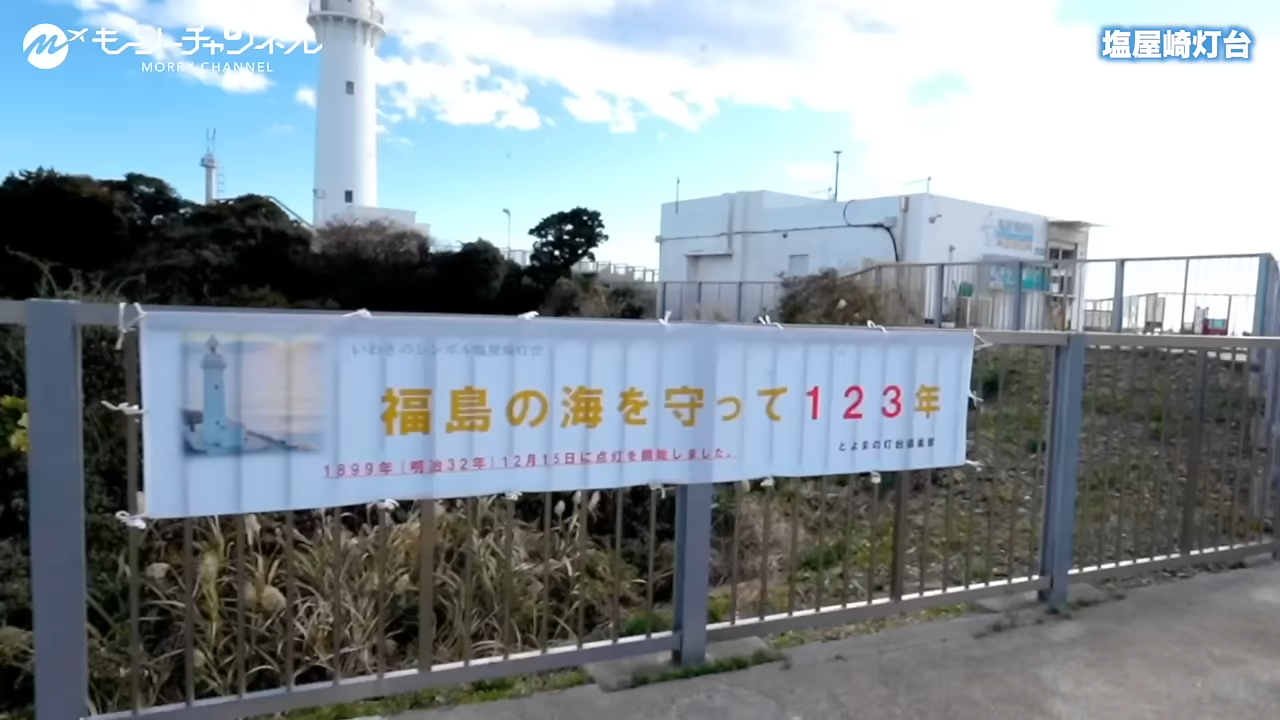 モーリーチャンネル
MORRY CHANNEL
塩屋崎灯台
いわきのシンボル塩屋埼灯台
福島の海を守って123年
1899年(明治32年)12月15日に点灯を開始しました。
とよまの灯台倶楽部